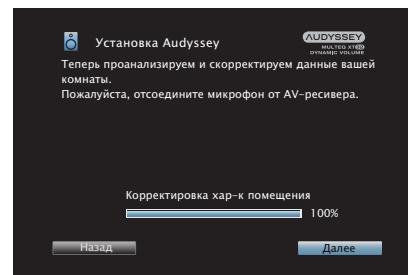 Установка Audyssey
AUDYSSEY
MULTEQ XT32
DYNAMIC VOLUME
Теперь проанализируем и скорректируем данные вашей
комнаты.
Пожалуйста, отсоедините микрофон от AV-ресивера.
Корректировка хар-к помещения
100%
Назад
Далее